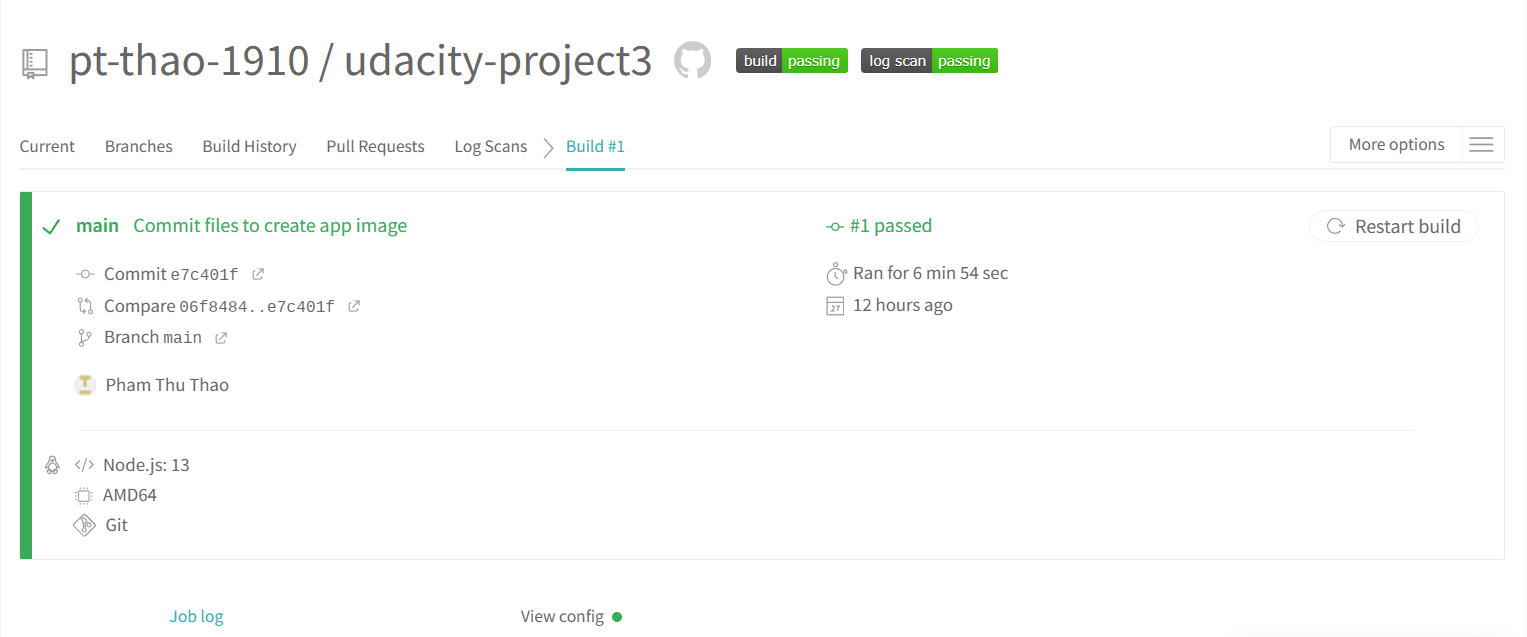 pt-thao-1910 / udacity-project3 build passing log scan passing
Current Branches Build History Pull Requests Log Scans Build #1 More options
main Commit files to create app image #1 passed Restart build
Commit e7c401f Ran for 6 min 54 sec
Compare 06f8484..e7c401f 27 12 hours ago
Branch main
Pham Thu Thao
</> Node.js: 13
AMD64
Git
Job log View config